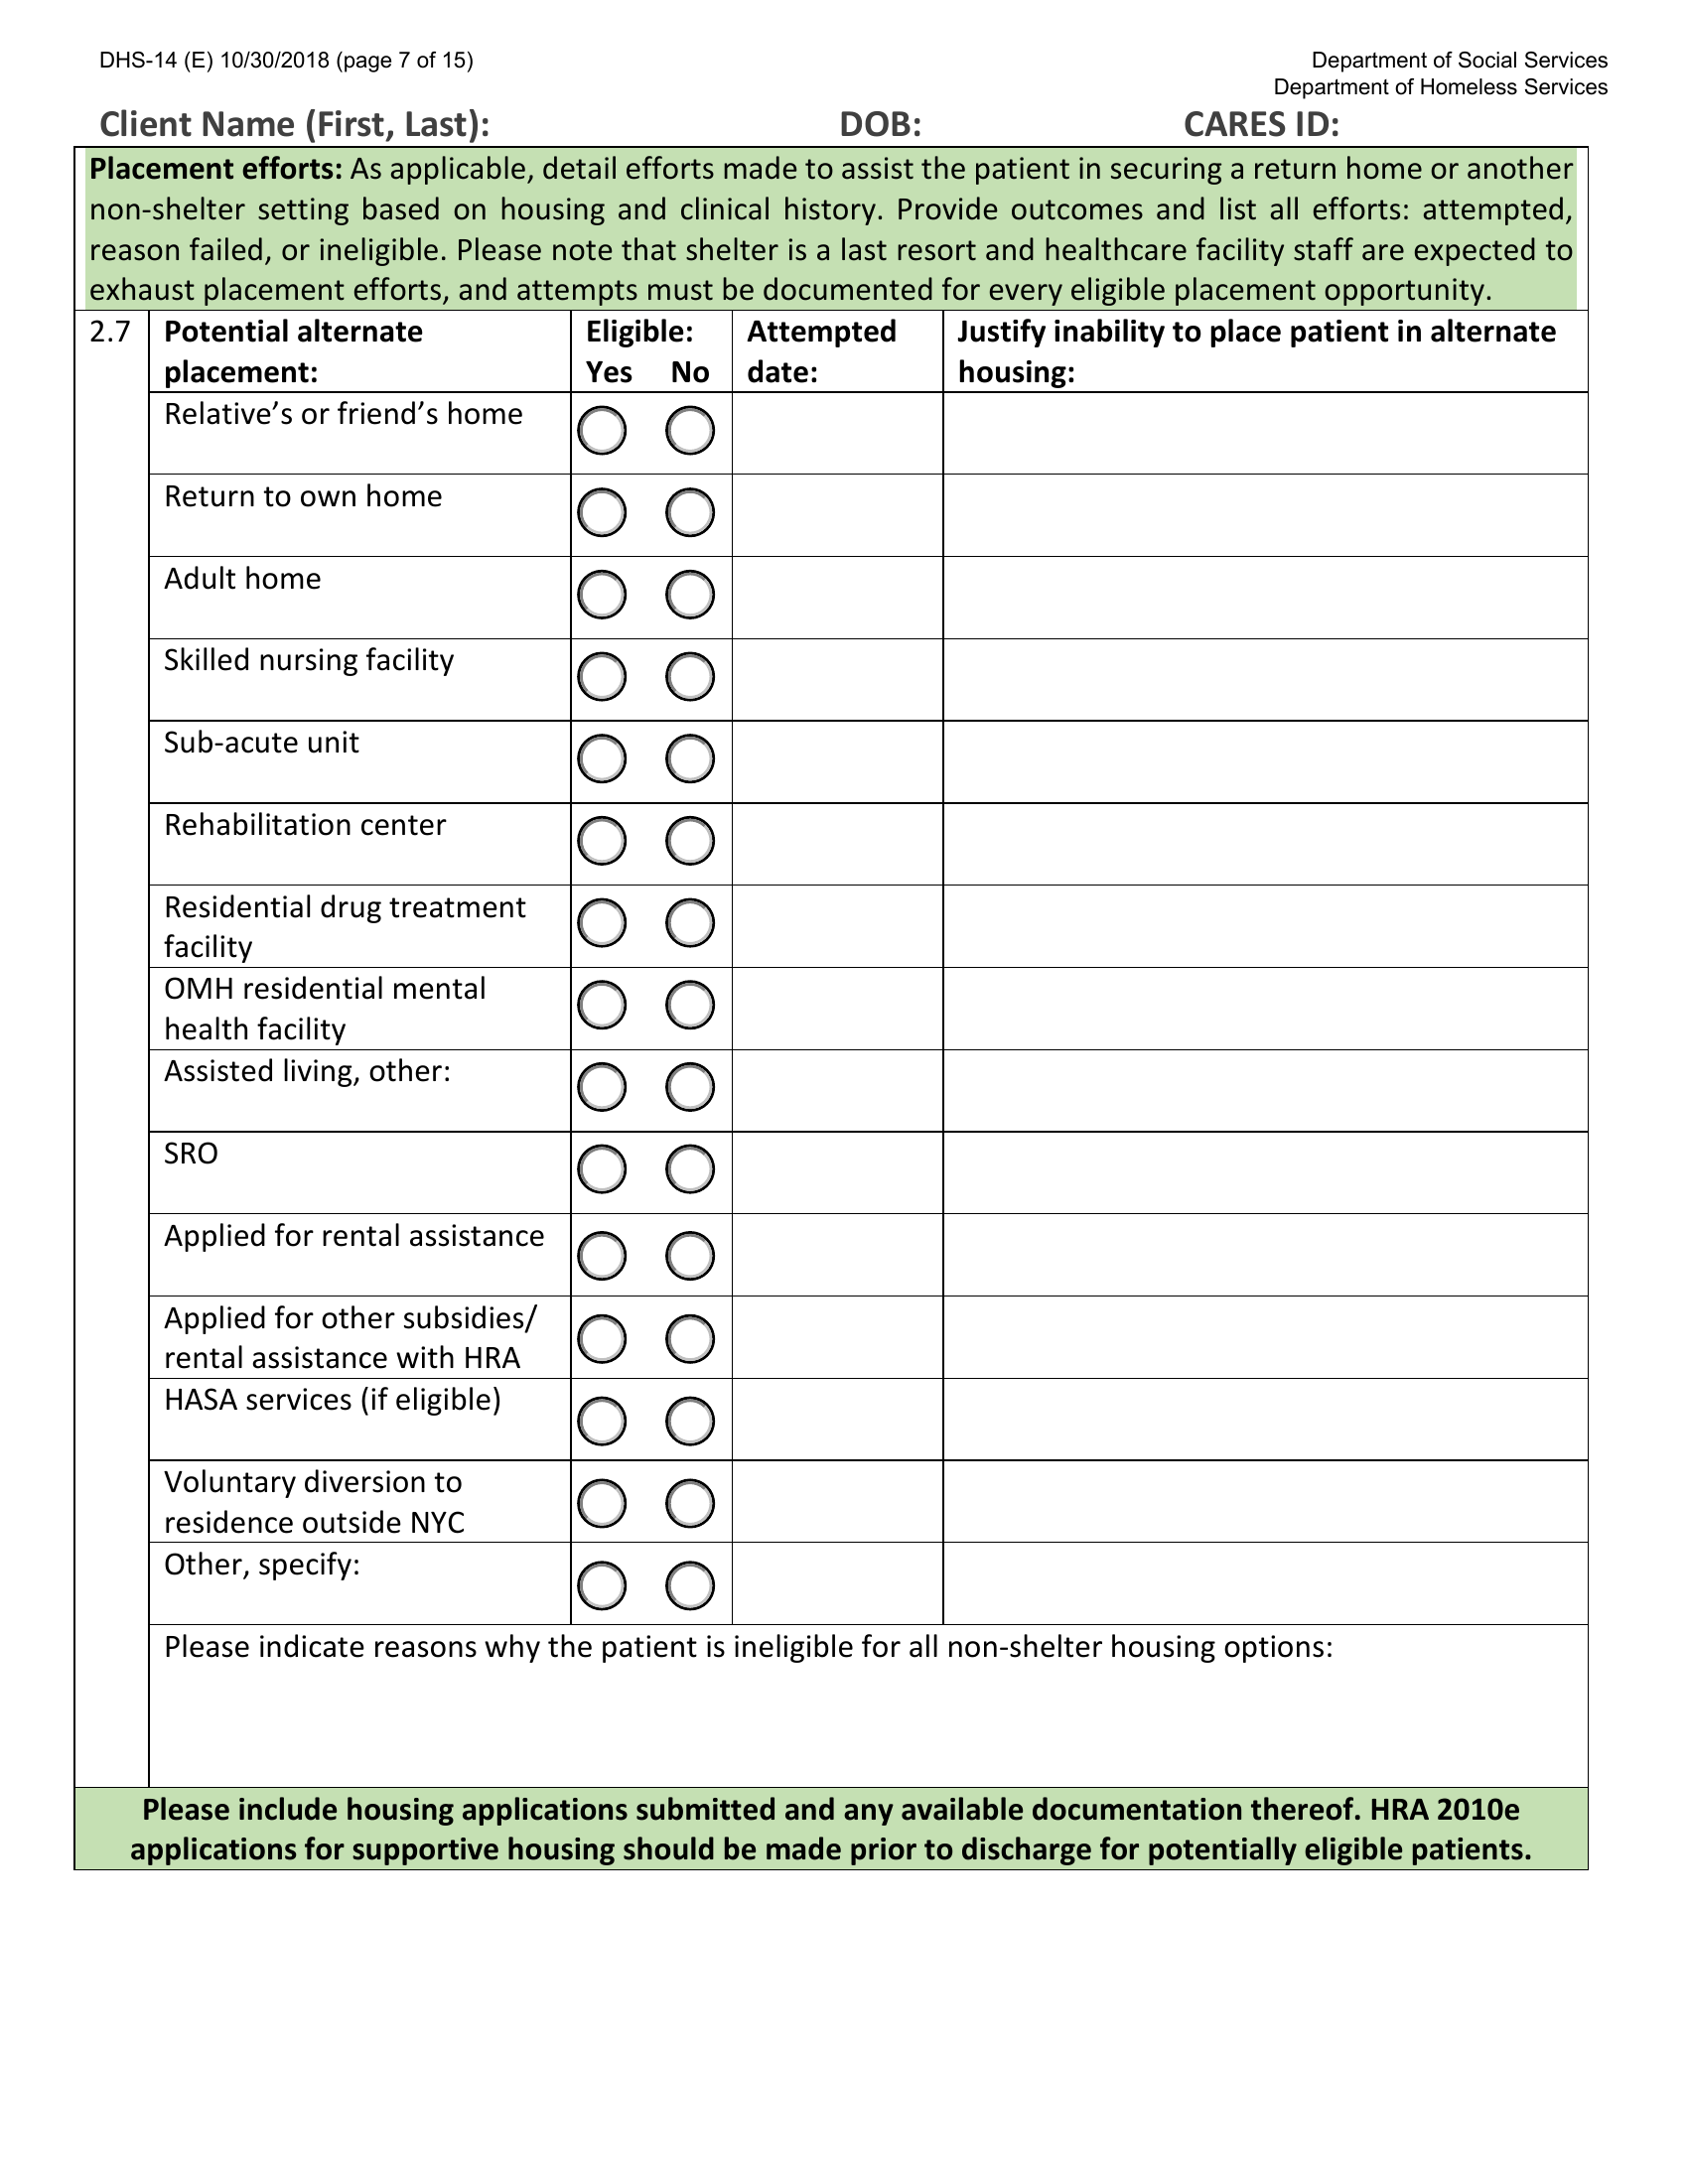 DHS-14 (E) 10/30/2018 (page 7 of 15)
Department of Social Services
Department of Homeless Services
Client Name (First, Last): DOB: CARES ID:
Placement efforts: As applicable, detail efforts made to assist the patient in securing a return home or another
non-shelter setting based on housing and clinical history. Provide outcomes and list all efforts: attempted,
reason failed, or ineligible. Please note that shelter is a last resort and healthcare facility staff are expected to
exhaust placement efforts, and attempts must be documented for every eligible placement opportunity.
2.7 Potential alternate Eligible: Attempted Justify inability to place patient in alternate
placement: Yes No date: housing:
Relative’s or friend’s home
Return to own home
Adult home
Skilled nursing facility
Sub-acute unit
Rehabilitation center
Residential drug treatment
facility
OMH residential mental
health facility
Assisted living, other:
SRO
Applied for rental assistance
Applied for other subsidies/
rental assistance with HRA
HASA services (if eligible)
Voluntary diversion to
residence outside NYC
Other, specify:
Please indicate reasons why the patient is ineligible for all non-shelter housing options:
Please include housing applications submitted and any available documentation thereof. HRA 2010e
applications for supportive housing should be made prior to discharge for potentially eligible patients.